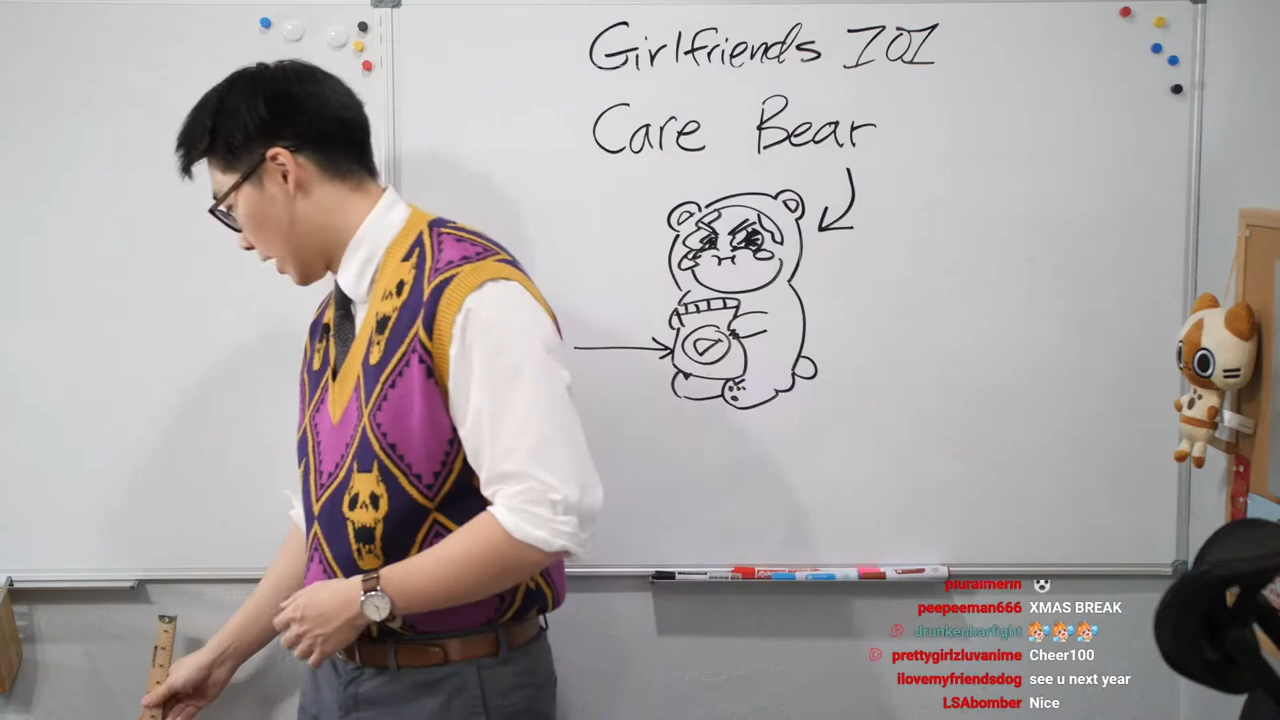 Girlfriends 101
Care Bear
pluralmerin
peepeeman666 XMAS BREAK
drunkenbarfight
prettygirlzluvanime Cheer100
ilovemyfriendsdog see u next year
LSAbomber Nice